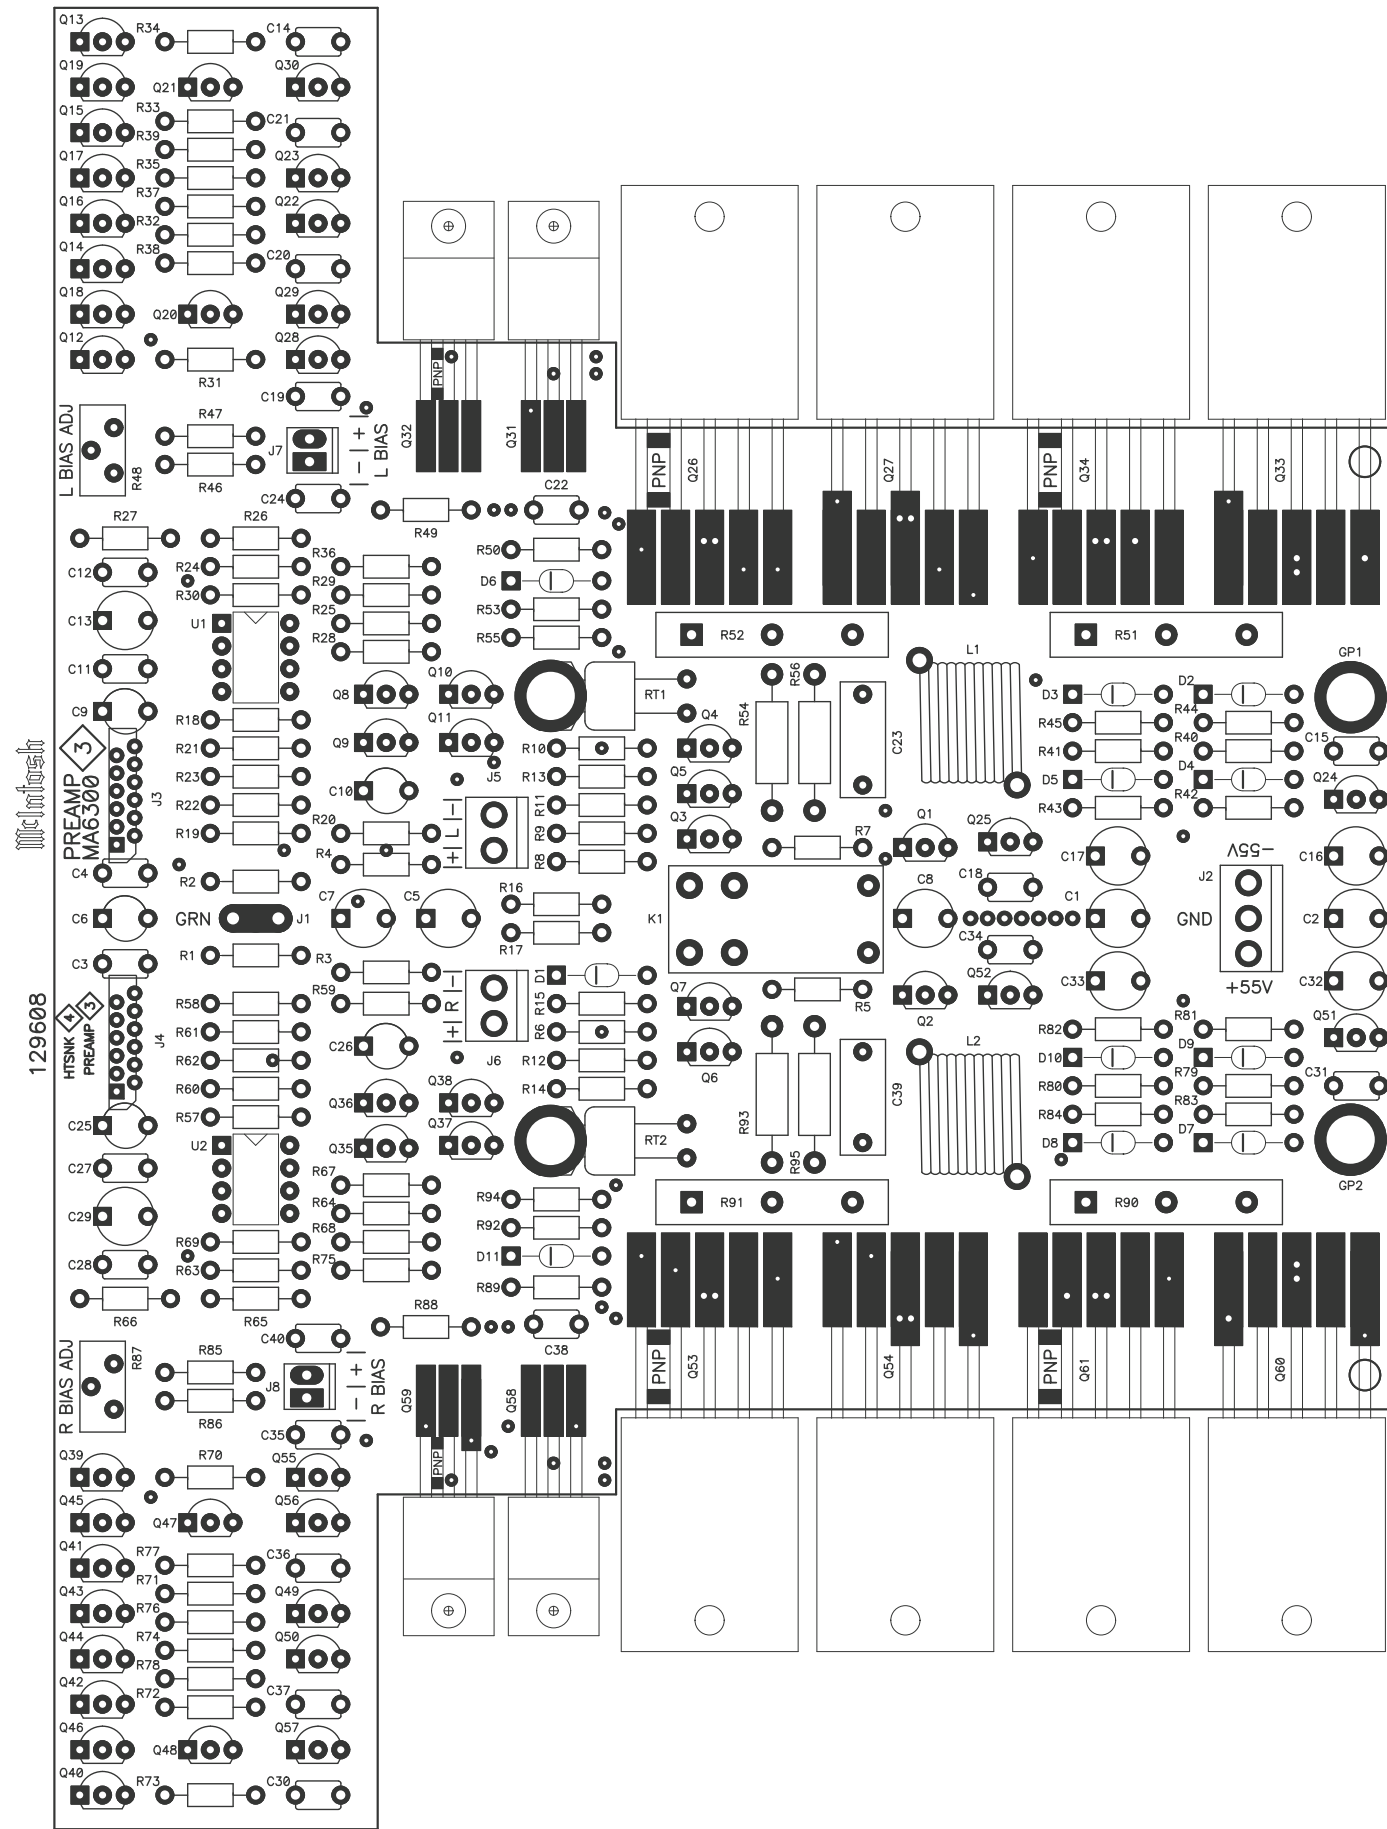 Q13 R34 C14
Q19 Q21 Q30
Q15 R33 C21
R39
Q17 R35 Q23
R37
Q16 R32 Q22
Q14 R38 C20
Q18 Q20 Q29
Q12 R31 Q28
C19
L BIAS ADJ
R48
R47
R46
J7
| − | + |
L BIAS
C24
PNP
Q32
Q31
PNP
Q26
Q27
PNP
Q34
Q33
R27 R26 R49 C22
C12 R24 R36 R50
R30 R29 D6
C13 U1 R25 R53
C11 R28 R55
R52 R51
C9 Q8 Q10 RT1 Q4 R54 R56 C23 L1 D3 D2 GP1
R18 Q9 Q11 R10 R45 R44
R21 J5 R13 Q5 R41 R40 C15
R23 C10 R11 D5 D4 Q24
R22 R20 R9 Q3 R43 R42
R19 R4 R8 R7 Q1 Q25
McIntosh
PREAMP
MA6300
3
J3
|+| L |−|
C4 R2 C7 C5 R16 K1 C8 C18 C1 C17 −55V C16
C6 GRN J1 R17 C34 GND J2 C2
C3 R1 R3 D1 R5 Q2 Q52 C33 +55V C32
R58 R59 R15 Q7 R82 R81 Q51
|+| R |−|
J6
129608
HTSNK 4
PREAMP 3
J4
R61 R6
R62 C26 R12 Q6 L2 D10 D9
R60 Q36 Q38 R14 R80 R79 C31
C25 R57 Q37 RT2 R93 R95 C39 R84 R83
U2 Q35 D8 D7
C27 R67 R94 GP2
C29 R64 R92 R91 R90
R69 R68 D11
C28 R63 R75 R89
R66 R65 R88 C38
C40
R BIAS ADJ
R87
R85
R86
J8
| − | + |
R BIAS
C35
Q59
PNP
Q58
PNP
Q53
Q54
PNP
Q61
Q60
Q39 R70 Q55
Q45 Q47 Q56
Q41 R77 C36
R71
Q43 R76 Q49
Q44 R74 Q50
R78
Q42 R72 C37
Q46 Q48 Q57
Q40 R73 C30